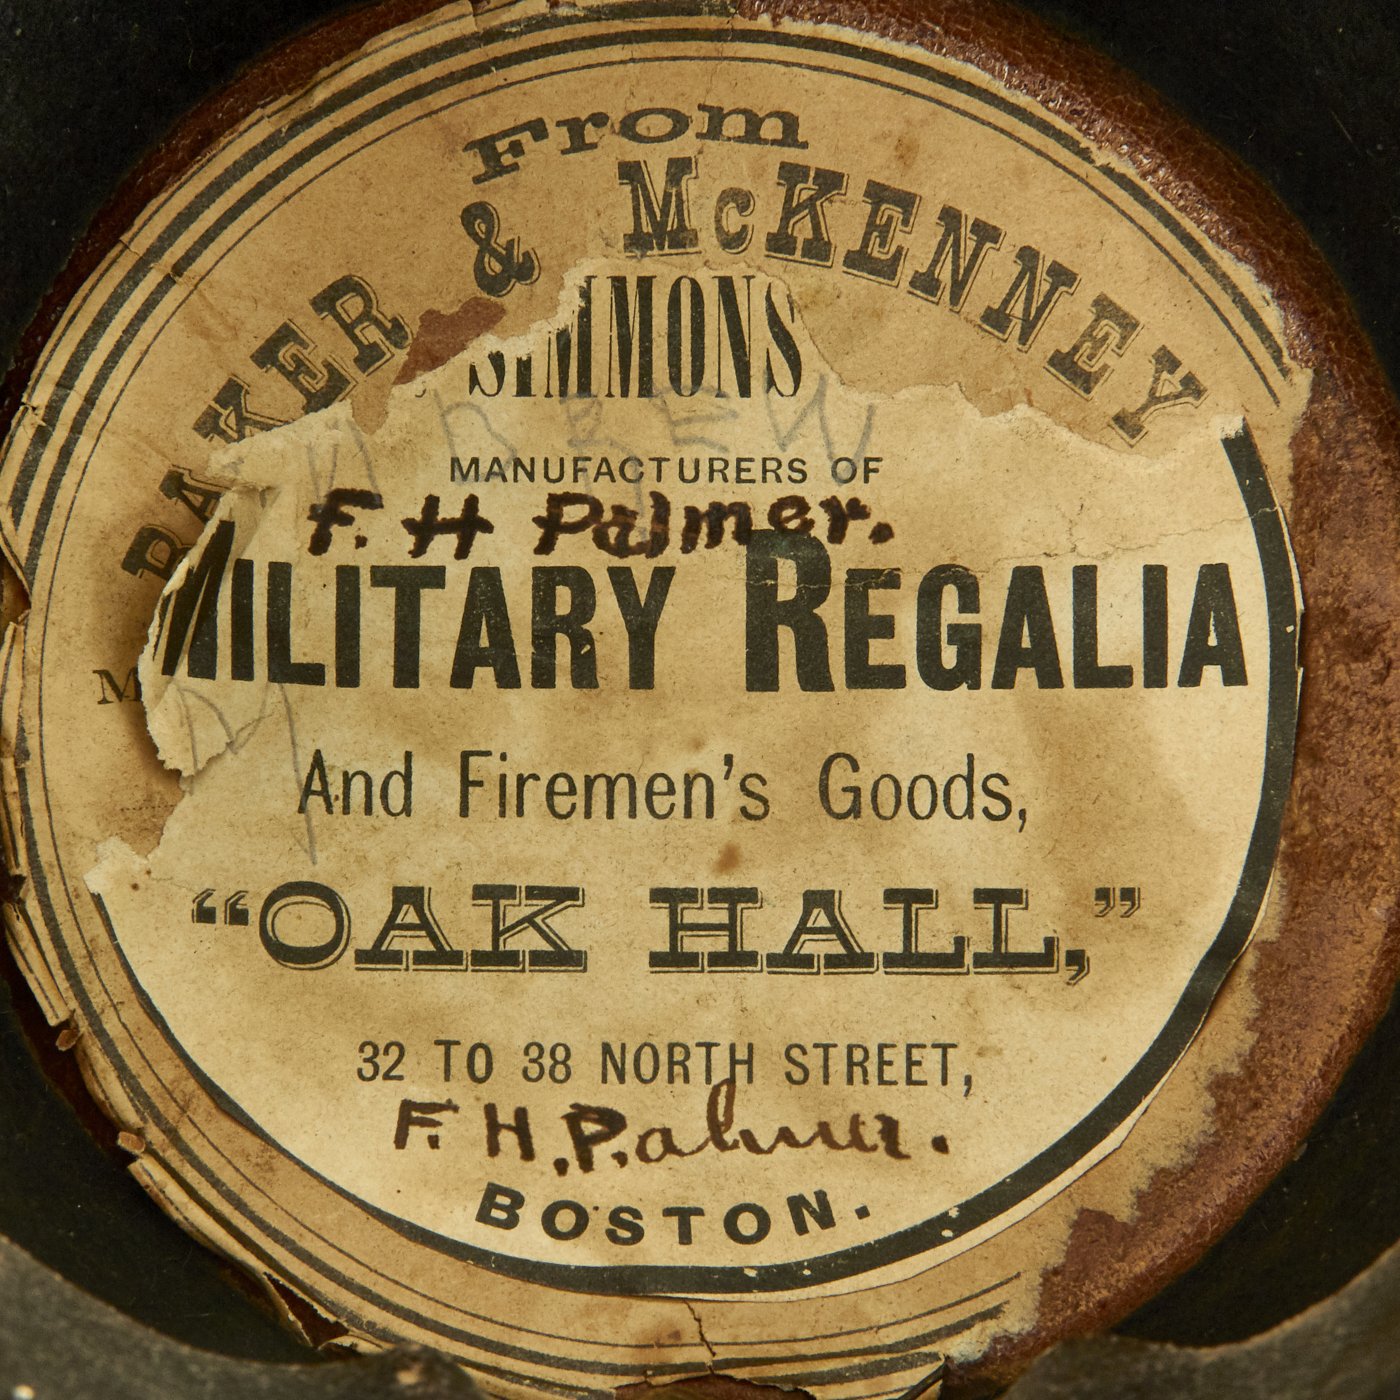 From
BAKER & McKENNEY
SIMMONS
MANUFACTURERS OF
F. H Palmer.
MILITARY REGALIA
M
And Firemen's Goods,
"OAK HALL,"
32 TO 38 NORTH STREET,
F. H. Palmer.
BOSTON.